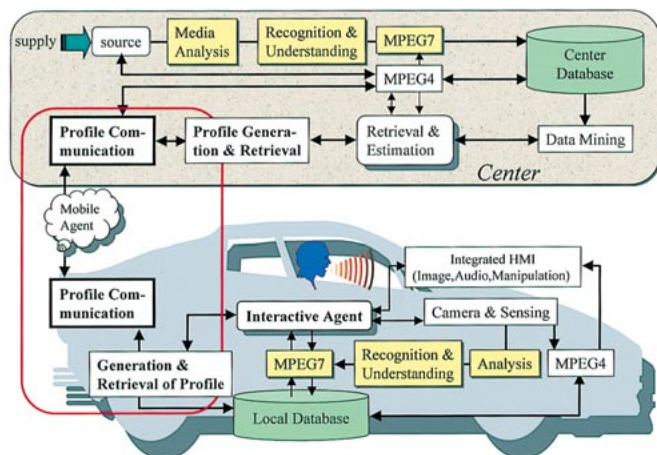 supply
source
Media
Analysis
Recognition &
Understanding
MPEG7
Center
Database
MPEG4
Profile Com-
munication
Profile Genera-
tion & Retrieval
Retrieval &
Estimation
Data Mining
Center
Mobile
Agent
Integrated HMI
(Image,Audio,Manipulation)
Profile Com-
munication
Interactive Agent
Camera & Sensing
Generation &
Retrieval of Profile
MPEG7
Recognition &
Understanding
Analysis
MPEG4
Local Database